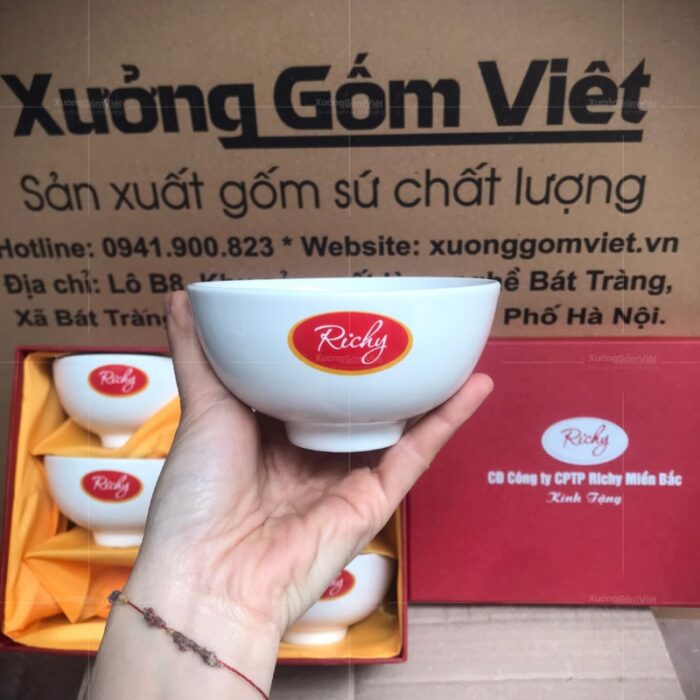 Xưởng Gốm Việt
Sản xuất gốm sứ chất lượng
Hotline: 0941.900.823 * Website: xuonggomviet.vn
Địa chỉ: Lô B8, Bát Tràng,
Xã Bát Phố Hà Nội.
Richy
XưởngGốmViệt
Richy
Richy
Richy
CĐ Công ty CPTP Richy Miền Bắc
Kính Tặng
XưởngGốmViệt